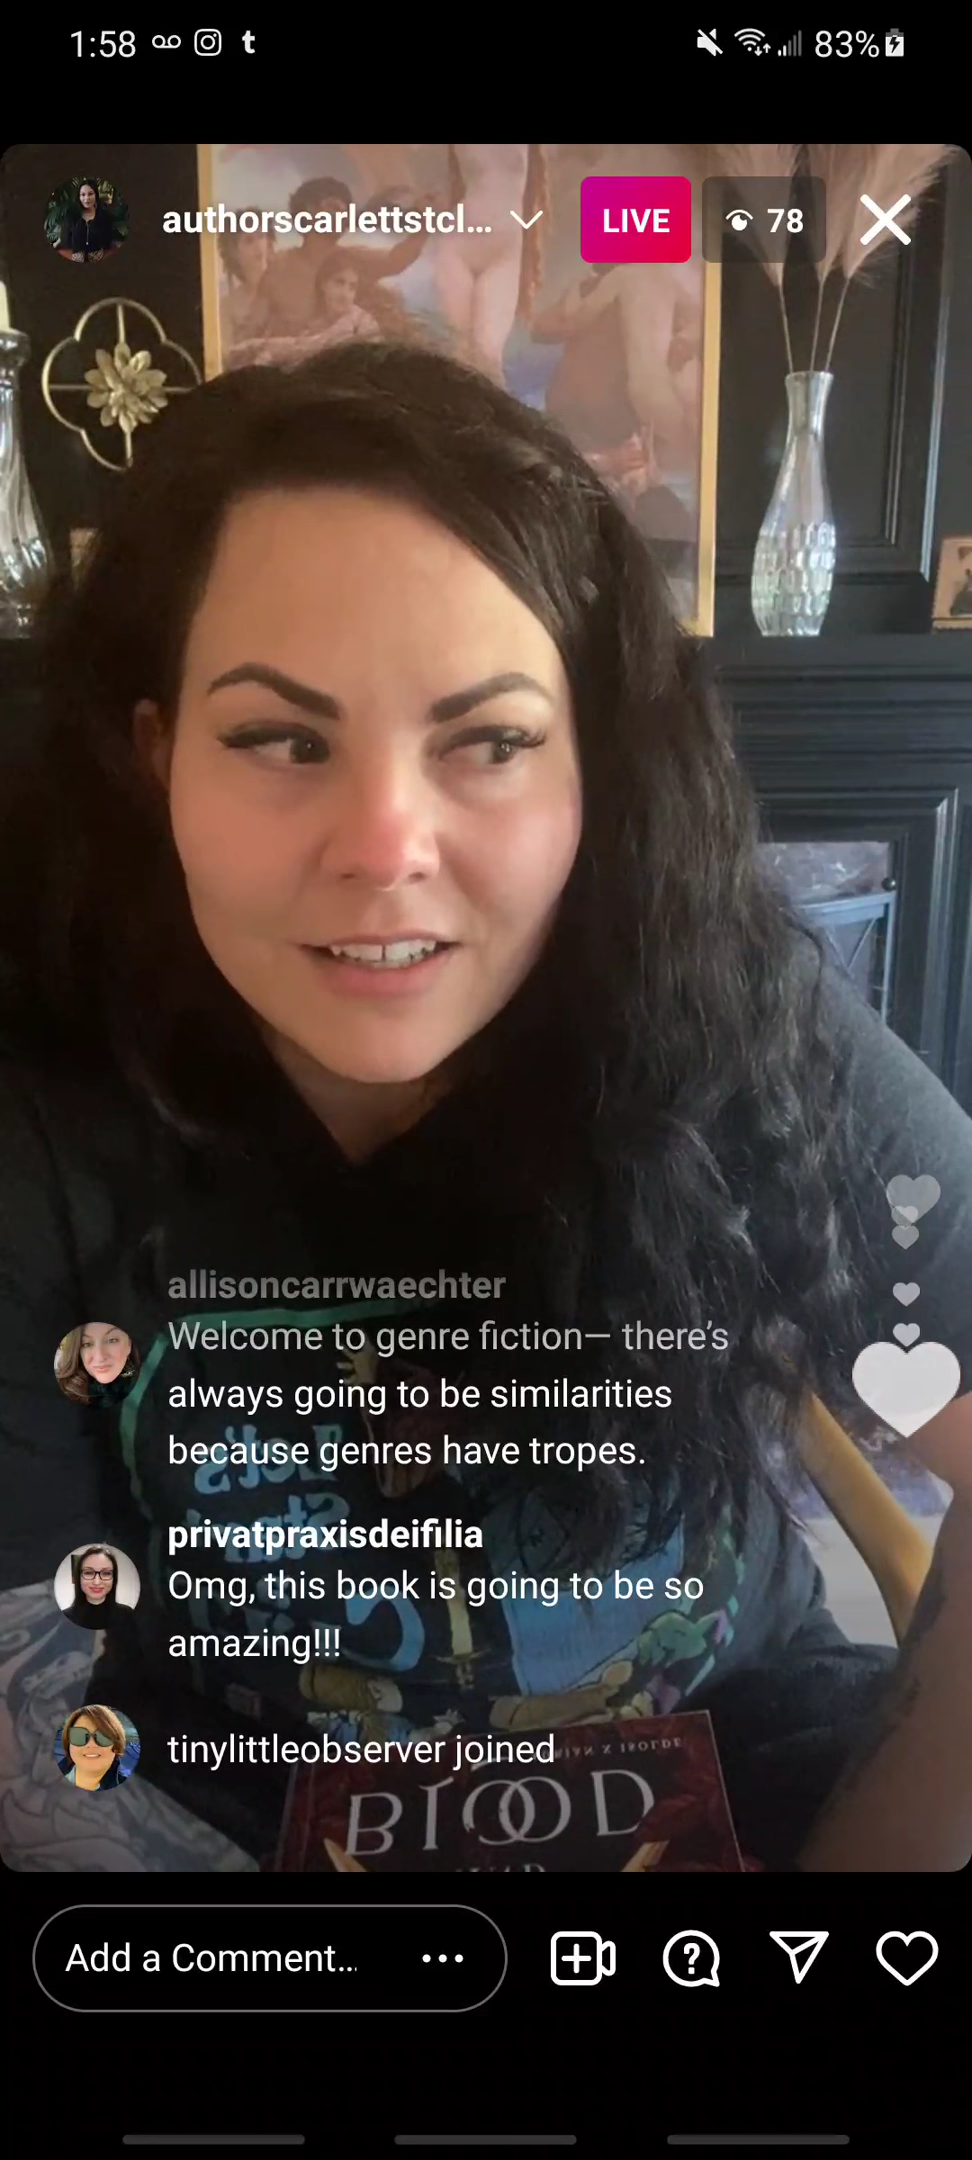 1:58
83%
authorscarlettstcl...
LIVE
78
allisoncarrwaechter
Welcome to genre fiction— there's
always going to be similarities
because genres have tropes.
privatpraxisdeifilia
Omg, this book is going to be so
amazing!!!
tinylittleobserver joined
X ISOLDE
BLOOD
Add a Comment...